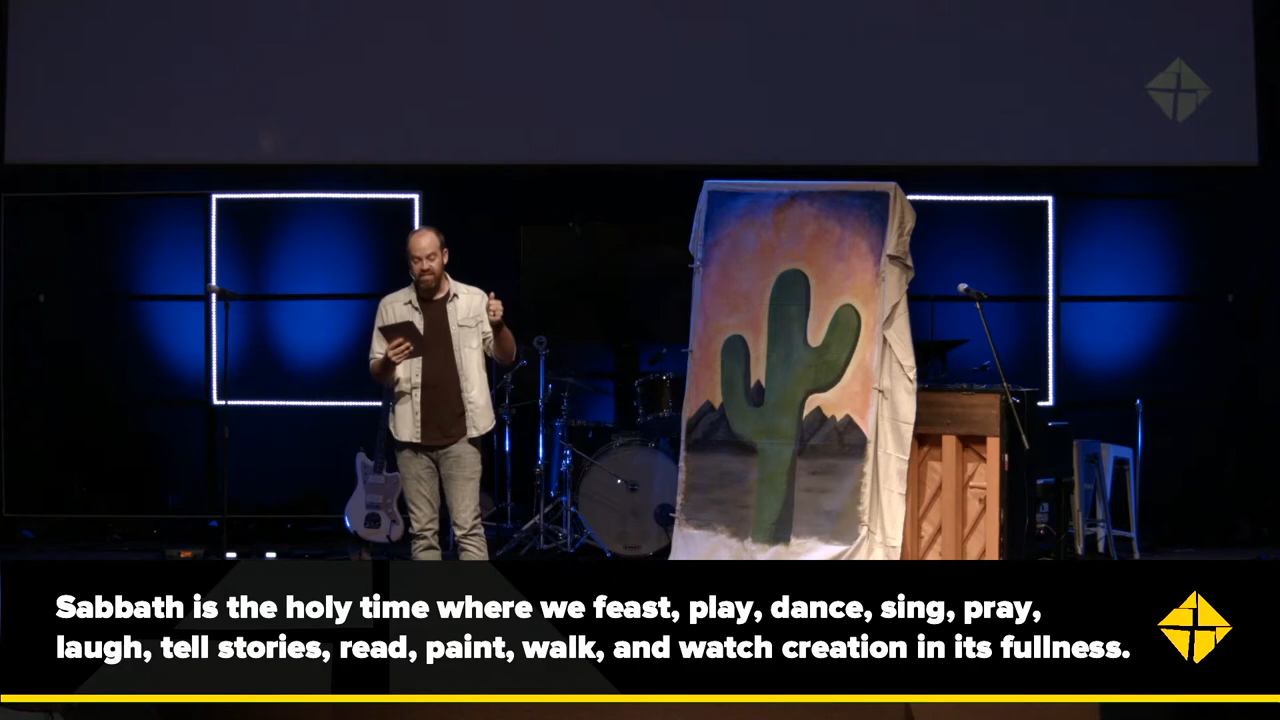 Sabbath is the holy time where we feast, play, dance, sing, pray,
laugh, tell stories, read, paint, walk, and watch creation in its fullness.